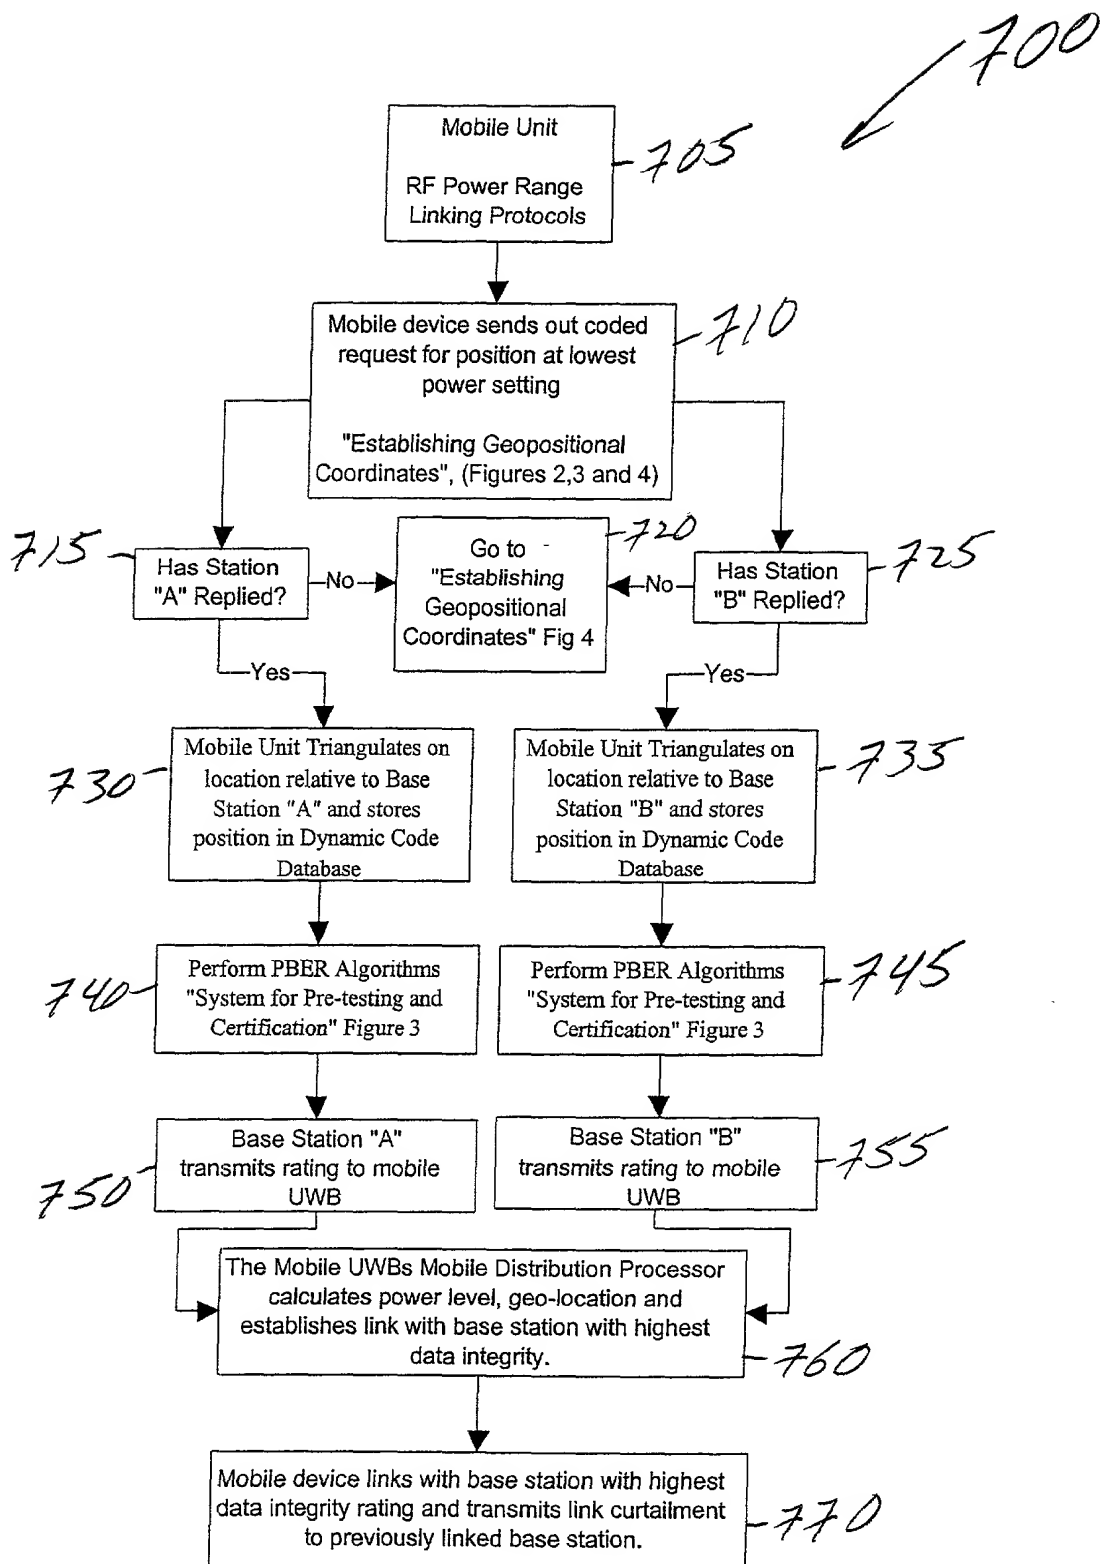 700
Mobile Unit
705
RF Power Range
Linking Protocols
710
Mobile device sends out coded
request for position at lowest
power setting
"Establishing Geopositional
Coordinates", (Figures 2,3 and 4)
715
Has Station
"A" Replied?
No
720
Go to -
"Establishing
Geopositional
Coordinates" Fig 4
No
Has Station
"B" Replied?
725
Yes
Yes
730
Mobile Unit Triangulates on
location relative to Base
Station "A" and stores
position in Dynamic Code
Database
Mobile Unit Triangulates on
location relative to Base
Station "B" and stores
position in Dynamic Code
Database
735
740
Perform PBER Algorithms
"System for Pre-testing and
Certification" Figure 3
Perform PBER Algorithms
"System for Pre-testing and
Certification" Figure 3
745
750
Base Station "A"
transmits rating to mobile
UWB
Base Station "B"
transmits rating to mobile
UWB
755
The Mobile UWBs Mobile Distribution Processor
calculates power level, geo-location and
establishes link with base station with highest
data integrity.
760
Mobile device links with base station with highest
data integrity rating and transmits link curtailment
to previously linked base station.
770